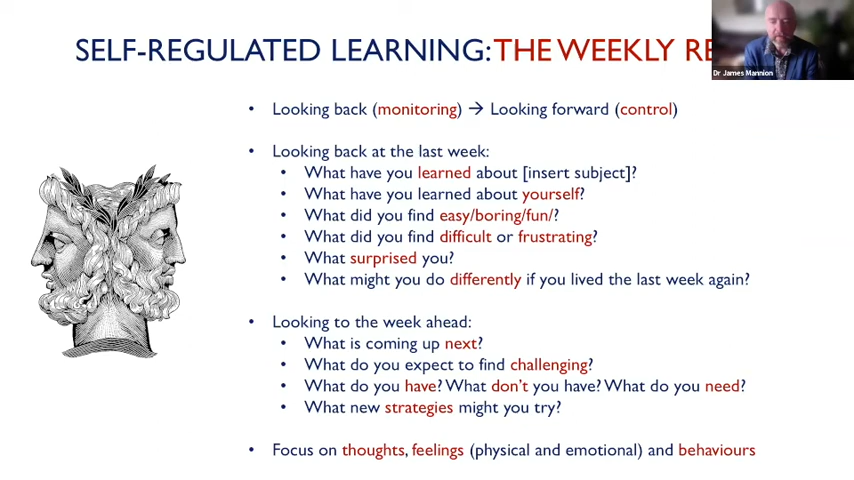 SELF-REGULATED LEARNING: THE WEEKLY
Dr James Mannion
• Looking back (monitoring) → Looking forward (control)
• Looking back at the last week:
• What have you learned about [insert subject]?
• What have you learned about yourself?
• What did you find easy/boring/fun/?
• What did you find difficult or frustrating?
• What surprised you?
• What might you do differently if you lived the last week again?
• Looking to the week ahead:
• What is coming up next?
• What do you expect to find challenging?
• What do you have? What don't you have? What do you need?
• What new strategies might you try?
• Focus on thoughts, feelings (physical and emotional) and behaviours